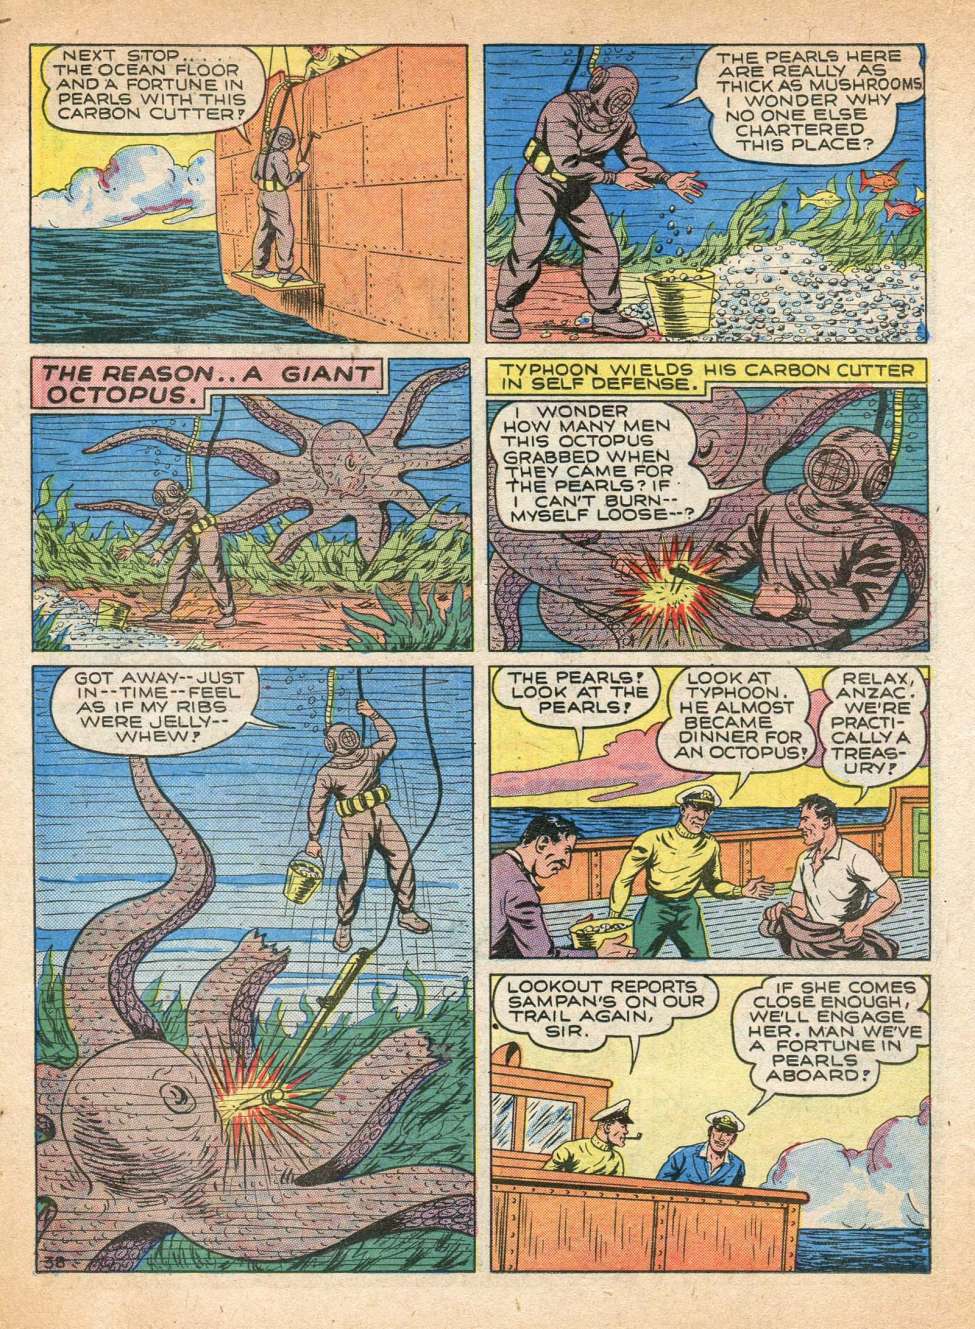 NEXT STOP.....
THE OCEAN FLOOR
AND A FORTUNE IN
PEARLS WITH THIS
CARBON CUTTER!
THE PEARLS HERE
ARE REALLY AS
THICK AS MUSHROOMS.
I WONDER WHY
NO ONE ELSE
CHARTERED
THIS PLACE?
THE REASON..A GIANT
OCTOPUS.
TYPHOON WIELDS HIS CARBON CUTTER
IN SELF DEFENSE.
I WONDER
HOW MANY MEN
THIS OCTOPUS
GRABBED WHEN
THEY CAME FOR
THE PEARLS? IF
I CAN'T BURN--
MYSELF LOOSE--?
GOT AWAY--JUST
IN--TIME--FEEL
AS IF MY RIBS
WERE JELLY--
WHEW!
38
THE PEARLS!
LOOK AT THE
PEARLS!
LOOK AT
TYPHOON.
HE ALMOST
BECAME
DINNER FOR
AN OCTOPUS!
RELAX,
ANZAC.
WE'RE
PRACTI-
CALLY A
TREAS-
URY!
LOOKOUT REPORTS
SAMPAN'S ON OUR
TRAIL AGAIN,
SIR.
IF SHE COMES
CLOSE ENOUGH,
WE'LL ENGAGE
HER. MAN WE'VE
A FORTUNE IN
PEARLS
ABOARD!